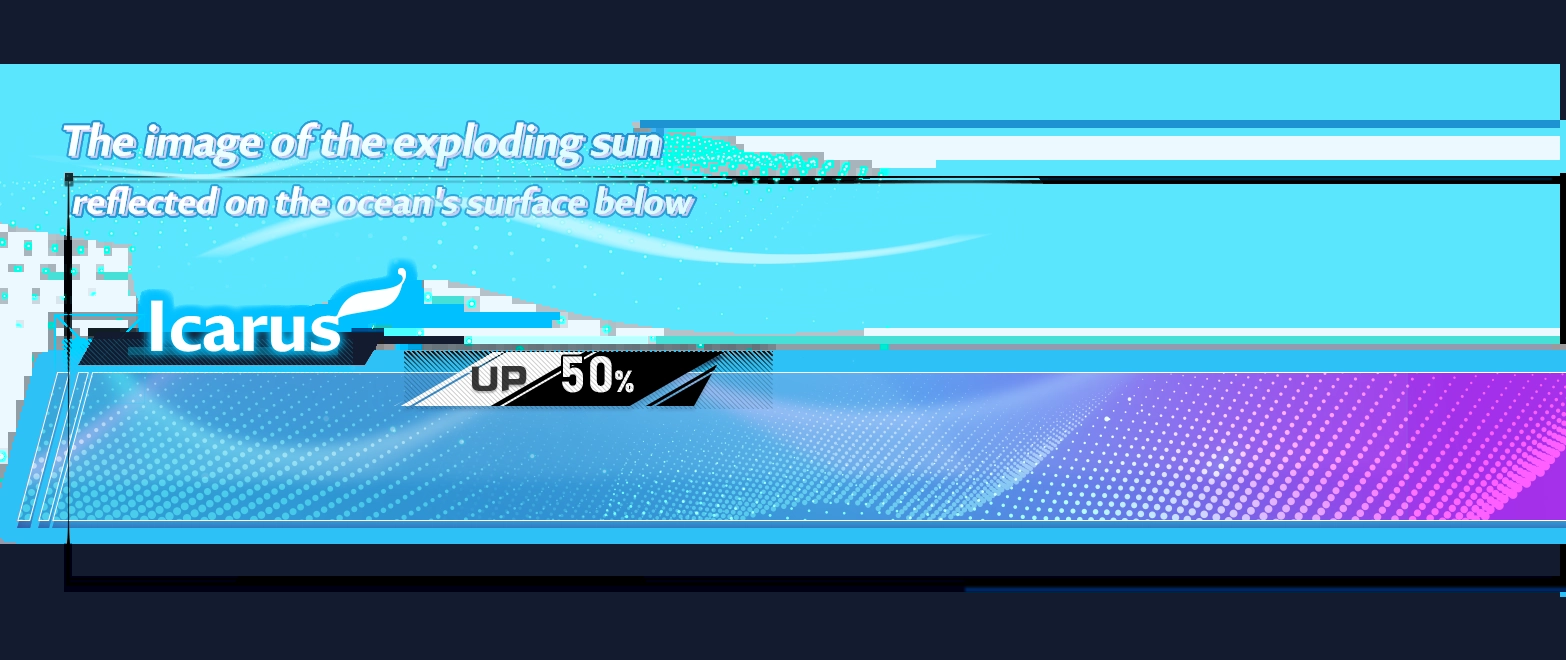 The image of the exploding sun
reflected on the ocean's surface below
Icarus
UP 50%